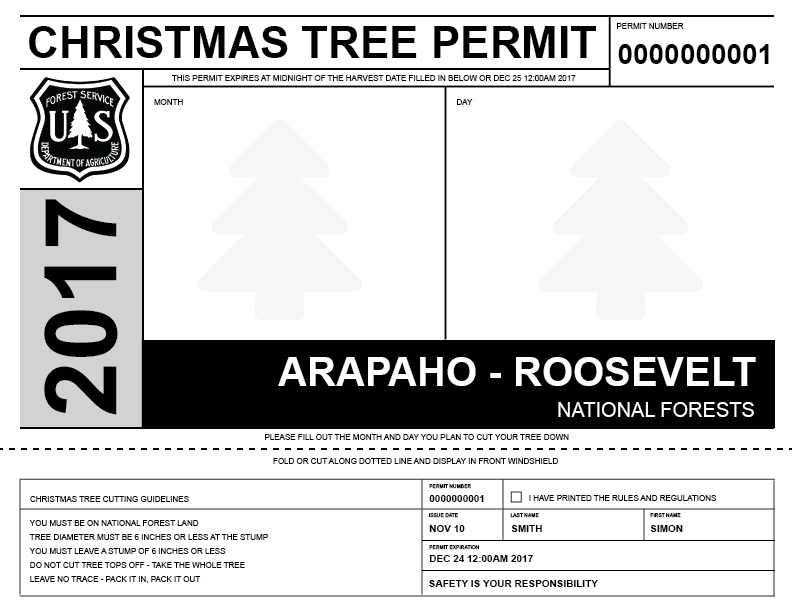 CHRISTMAS TREE PERMIT
PERMIT NUMBER
0000000001
THIS PERMIT EXPIRES AT MIDNIGHT OF THE HARVEST DATE FILLED IN BELOW OR DEC 25 12:00AM 2017
FOREST SERVICE
U S
DEPARTMENT OF AGRICULTURE
2017
MONTH
DAY
ARAPAHO - ROOSEVELT
NATIONAL FORESTS
PLEASE FILL OUT THE MONTH AND DAY YOU PLAN TO CUT YOUR TREE DOWN
FOLD OR CUT ALONG DOTTED LINE AND DISPLAY IN FRONT WINDSHIELD
CHRISTMAS TREE CUTTING GUIDELINES
YOU MUST BE ON NATIONAL FOREST LAND
TREE DIAMETER MUST BE 6 INCHES OR LESS AT THE STUMP
YOU MUST LEAVE A STUMP OF 6 INCHES OR LESS
DO NOT CUT TREE TOPS OFF - TAKE THE WHOLE TREE
LEAVE NO TRACE - PACK IT IN, PACK IT OUT
PERMIT NUMBER
0000000001
I HAVE PRINTED THE RULES AND REGULATIONS
ISSUE DATE
NOV 10
LAST NAME
SMITH
FIRST NAME
SIMON
PERMIT EXPIRATION
DEC 24 12:00AM 2017
SAFETY IS YOUR RESPONSIBILITY